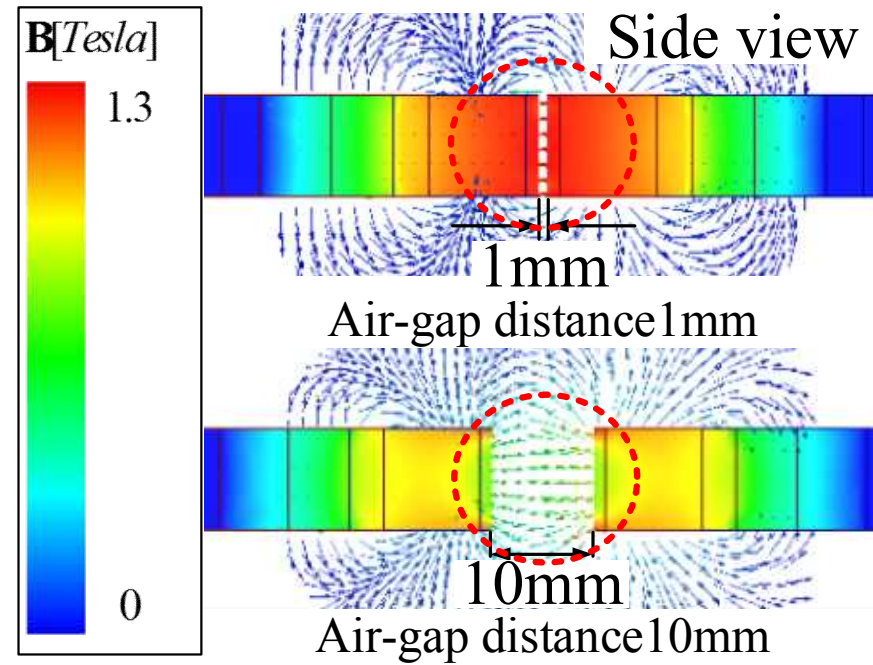 B[Tesla]
1.3
0
Side view
1mm
Air-gap distance1mm
10mm
Air-gap distance10mm